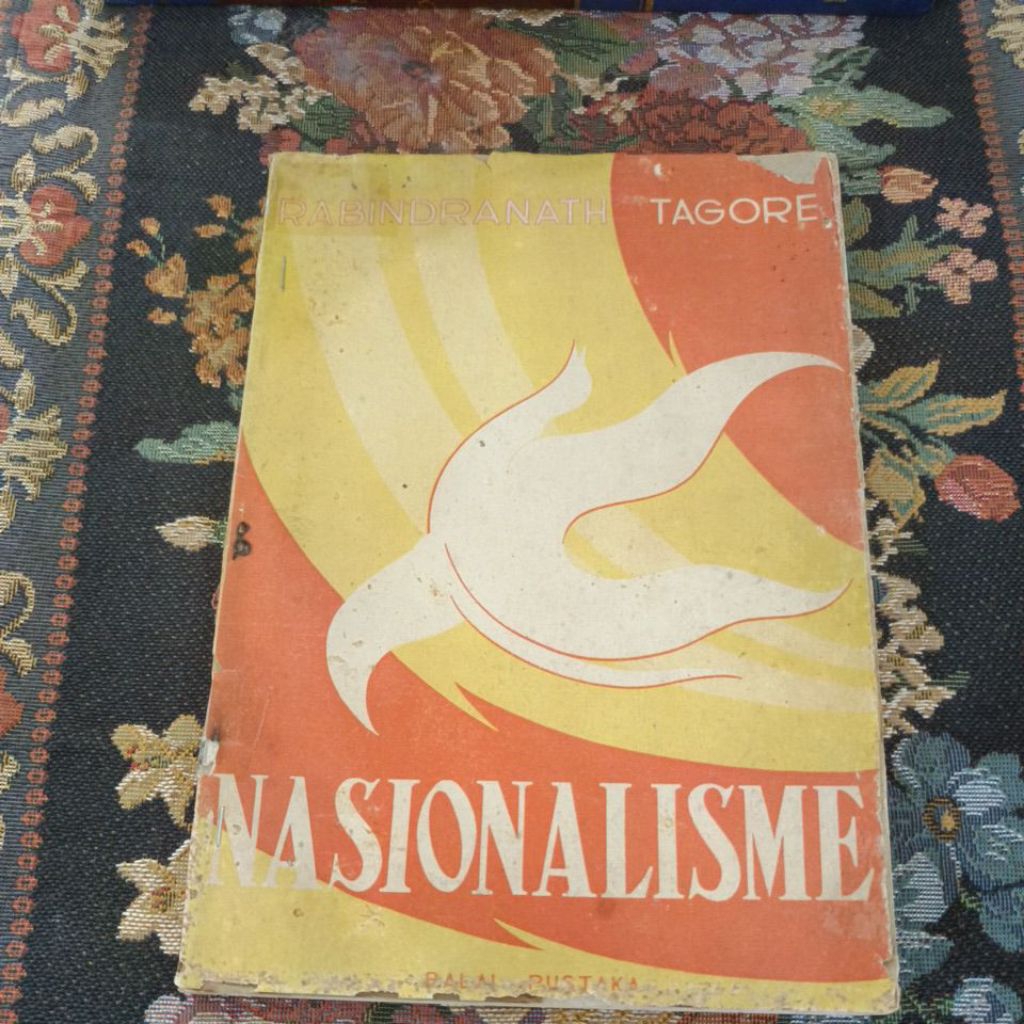 RABINDRANATH TAGORE
NASIONALISME
BALAI PUSTAKA